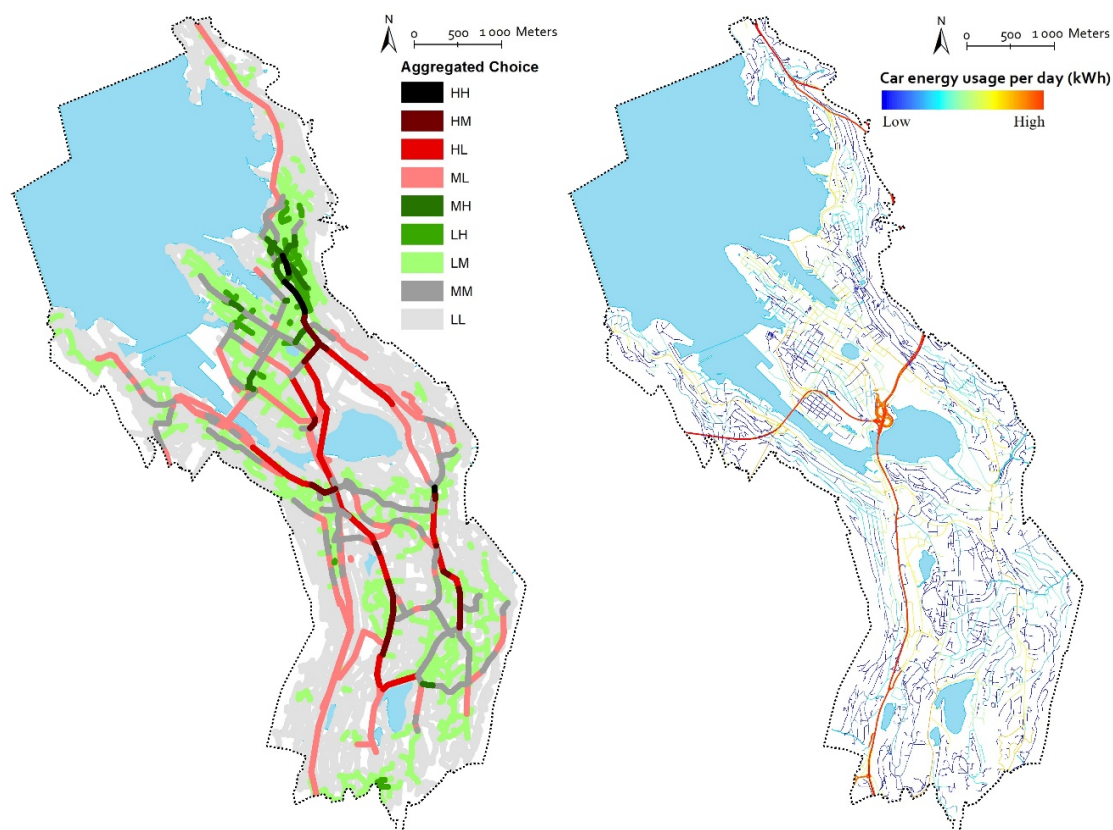 N
0 500 1 000 Meters
Aggregated Choice
HH
HM
HL
ML
MH
LH
LM
MM
LL
N
0 500 1 000 Meters
Car energy usage per day (kWh)
Low High